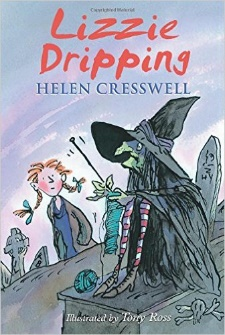 Lizzie
Dripping
HELEN CRESSWELL
Illustrated by Tony Ross